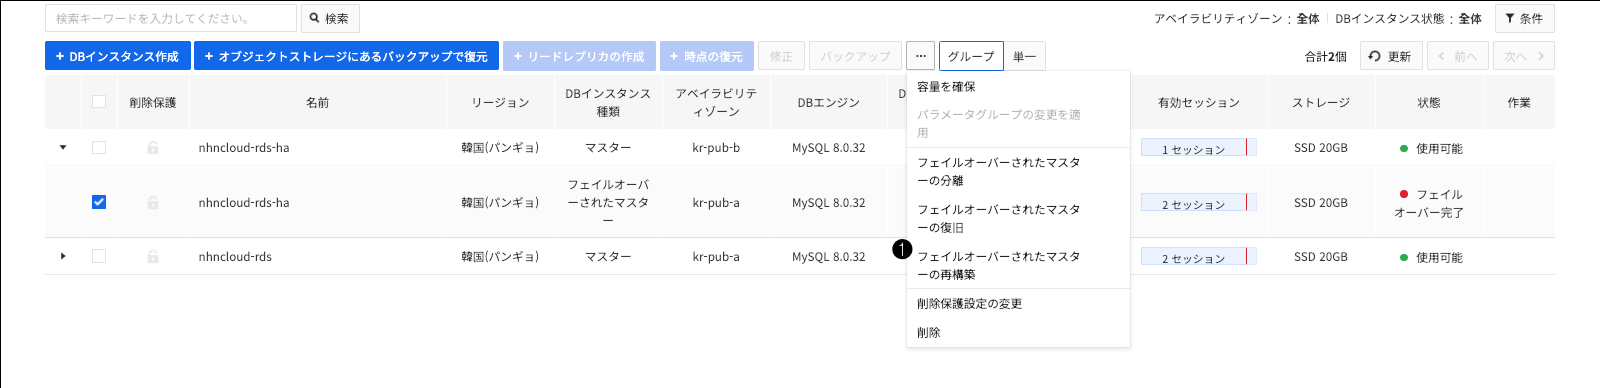 検索キーワードを入力してください。 検索 アベイラビリティゾーン : 全体 DBインスタンス状態 : 全体 条件
+ DBインスタンス作成 + オブジェクトストレージにあるバックアップで復元 + リードレプリカの作成 + 時点の復元 修正 バックアップ ··· グループ 単一 合計2個 更新 前へ 次へ
削除保護 名前 リージョン DBインスタンス種類 アベイラビリティゾーン DBエンジン D 有効セッション ストレージ 状態 作業
nhncloud-rds-ha 韓国(パンギョ) マスター kr-pub-b MySQL 8.0.32 1 セッション SSD 20GB 使用可能
nhncloud-rds-ha 韓国(パンギョ) フェイルオーバーされたマスター kr-pub-a MySQL 8.0.32 2 セッション SSD 20GB フェイルオーバー完了
nhncloud-rds 韓国(パンギョ) マスター kr-pub-a MySQL 8.0.32 2 セッション SSD 20GB 使用可能
容量を確保
パラメータグループの変更を適
用
フェイルオーバーされたマスタ
ーの分離
フェイルオーバーされたマスタ
ーの復旧
1
フェイルオーバーされたマスタ
ーの再構築
削除保護設定の変更
削除